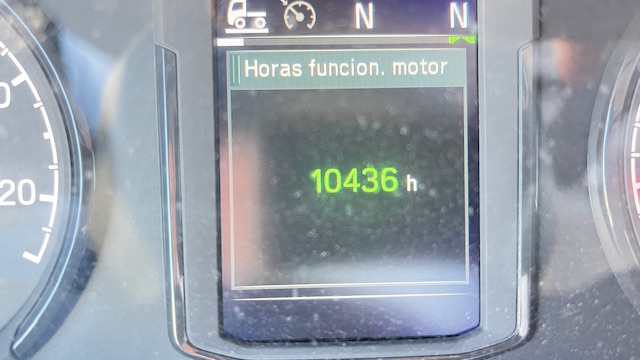 N N
Horas funcion. motor
10436 h
20